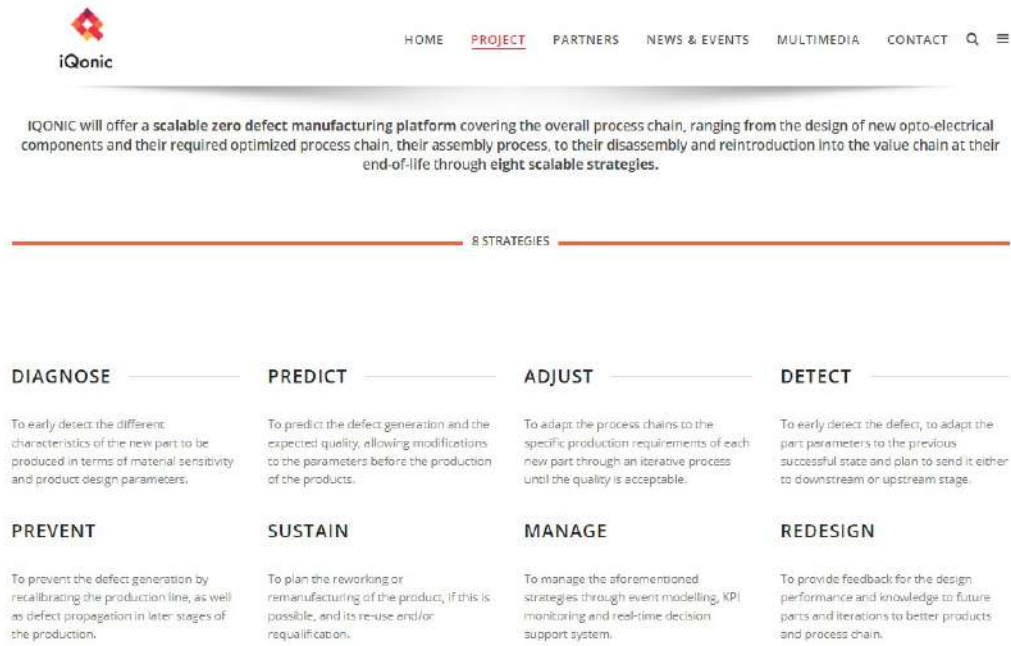 iQonic
HOME PROJECT PARTNERS NEWS & EVENTS MULTIMEDIA CONTACT
IQONIC will offer a scalable zero defect manufacturing platform covering the overall process chain, ranging from the design of new opto-electrical
components and their required optimized process chain, their assembly process, to their disassembly and reintroduction into the value chain at their
end-of-life through eight scalable strategies.
8 STRATEGIES
DIAGNOSE
To early detect the different
characteristics of the new part to be
produced in terms of material sensitivity
and product design parameters.
PREDICT
To predict the defect generation and the
expected quality, allowing modifications
to the parameters before the production
of the products.
ADJUST
To adapt the process chains to the
specific production requirements of each
new part through an iterative process
until the quality is acceptable.
DETECT
To early detect the defect, to adapt the
part parameters to the previous
successful state and plan to send it either
to downstream or upstream stage.
PREVENT
To prevent the defect generation by
recalibrating the production line, as well
as defect propagation in later stages of
the production.
SUSTAIN
To plan the reworking or
remanufacturing of the product, if this is
possible, and its re-use and/or
requalification.
MANAGE
To manage the aforementioned
strategies through event modelling, KPI
monitoring and real-time decision
support system.
REDESIGN
To provide feedback for the design
performance and knowledge to future
parts and iterations to better products
and process chain.